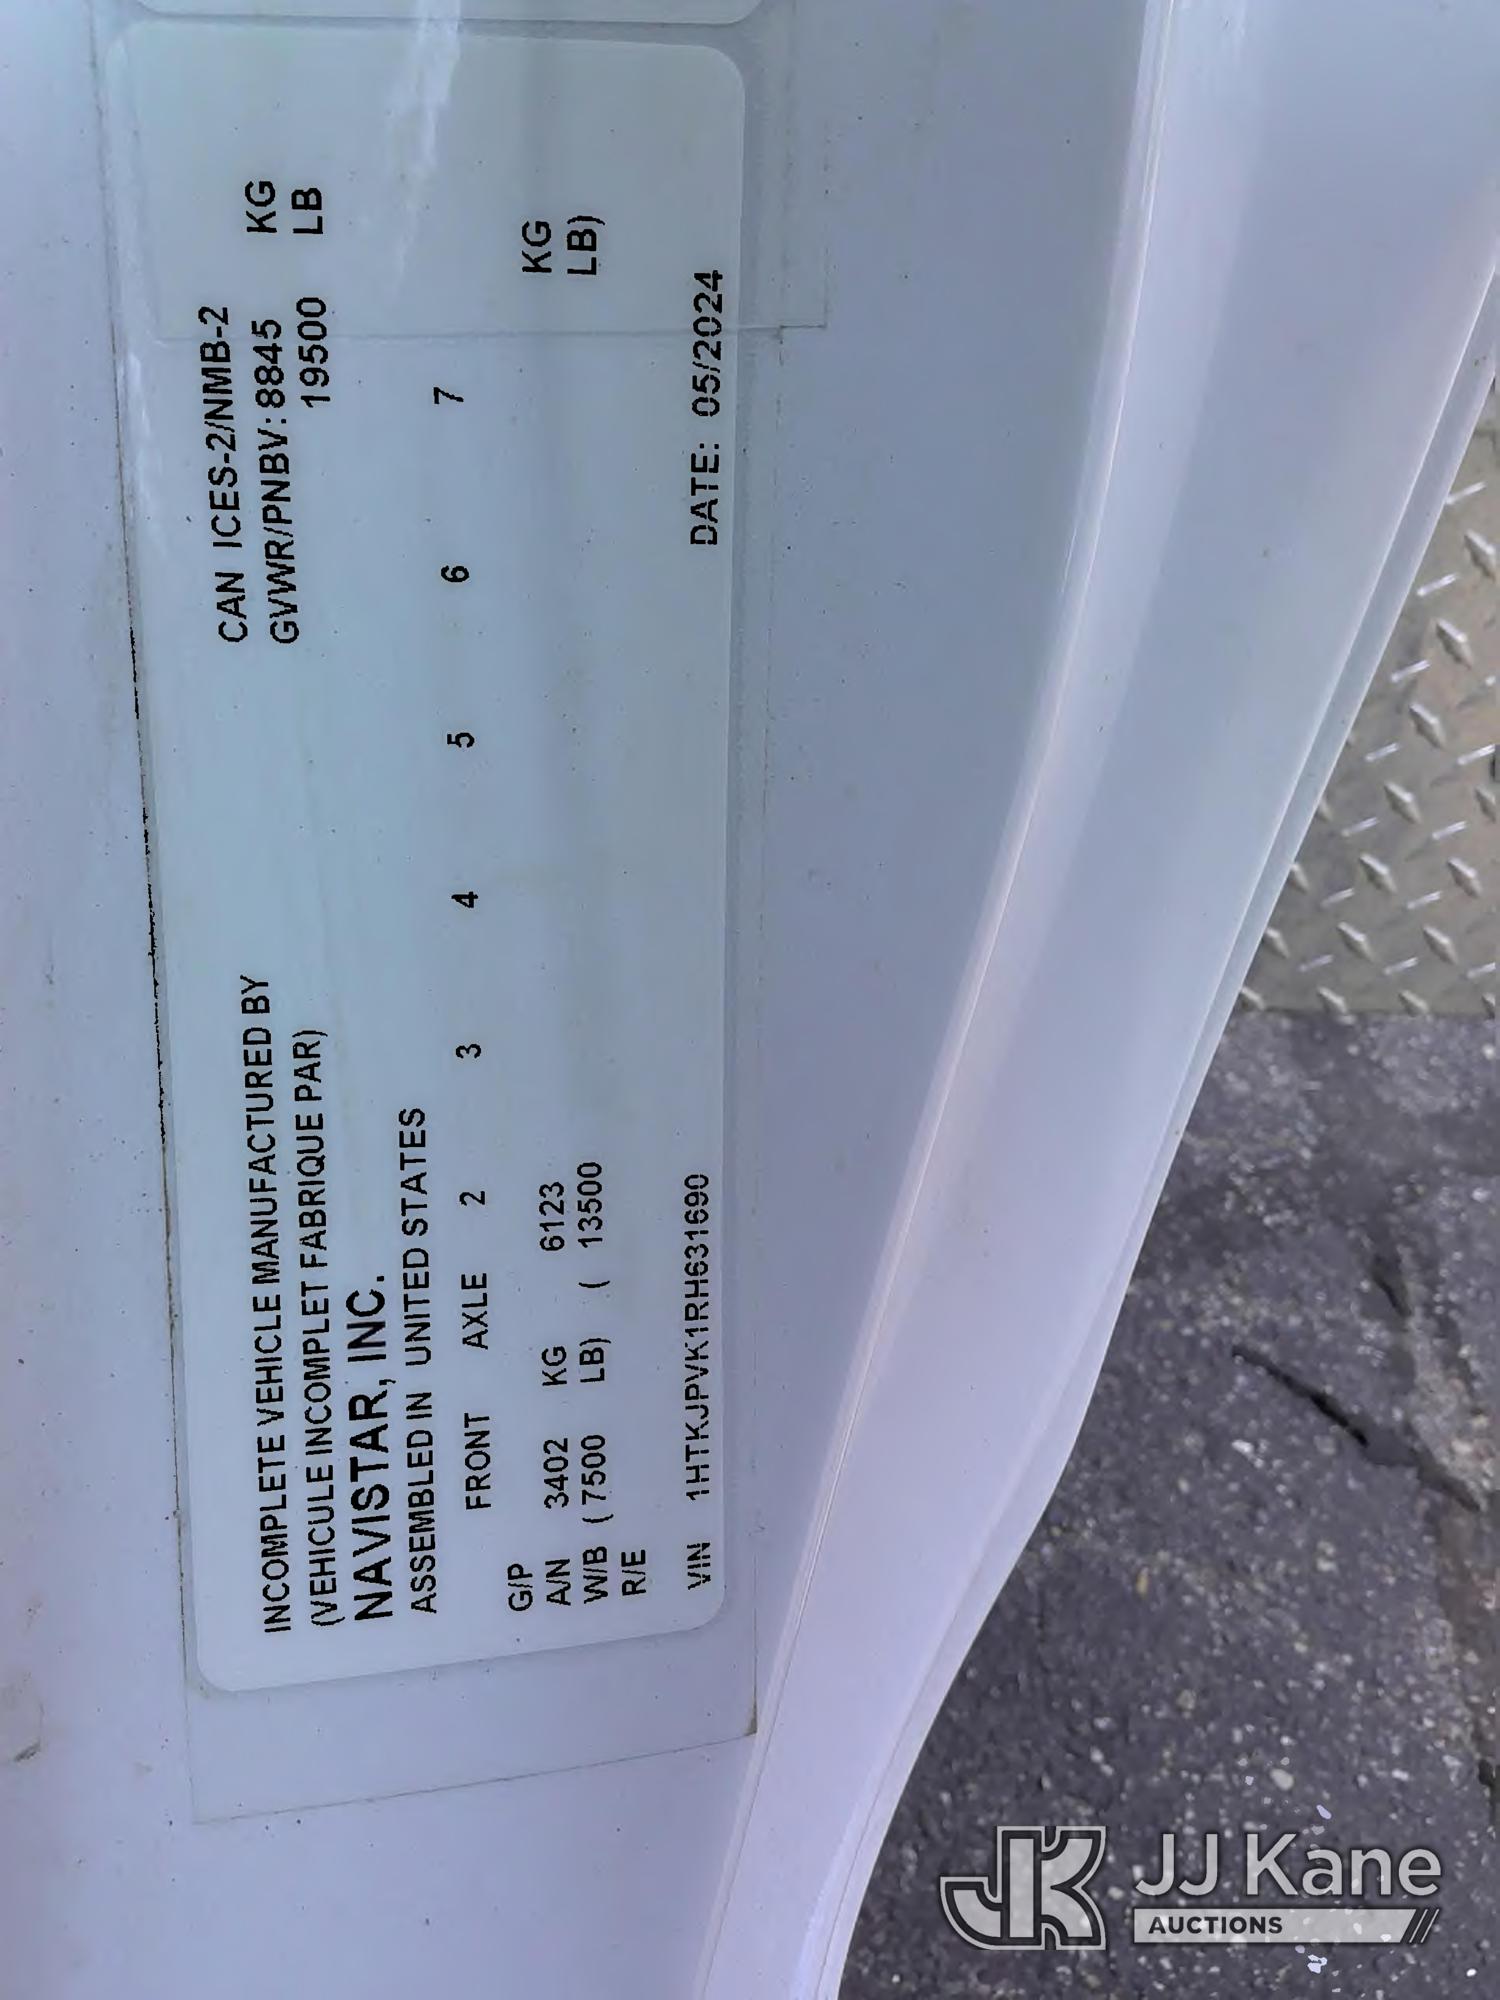 INCOMPLETE VEHICLE MANUFACTURED BY
(VEHICULE INCOMPLET FABRIQUE PAR)
NAVISTAR, INC.
ASSEMBLED IN UNITED STATES
CAN ICES-2/NMB-2
GVWR/PNBV: 8845 KG
19500 LB
FRONT AXLE 2 3 4 5 6 7
G/P
A/N 3402 KG 6123 KG
W/B ( 7500 LB) ( 13500 LB)
R/E
VIN 1HTKJPVK1RH631690 DATE: 05/2024
JK JJ Kane
AUCTIONS